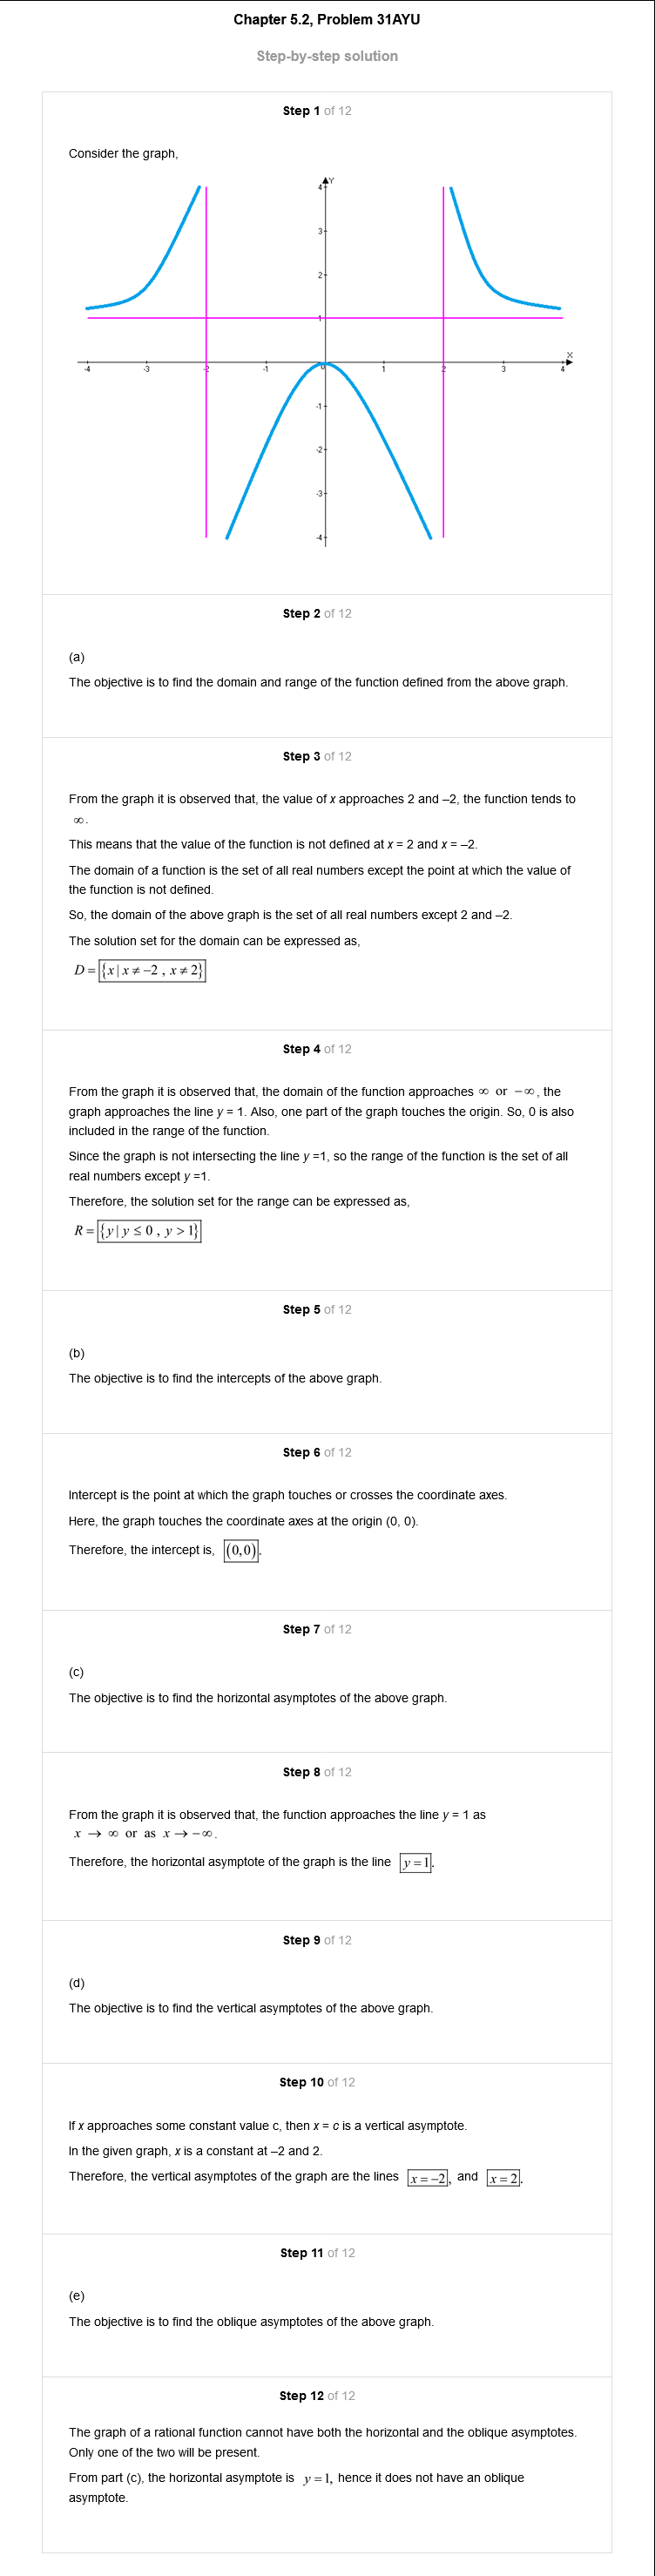 Chapter 5.2, Problem 31AYU
Step-by-step solution
Step 1 of 12
Consider the graph,
Y
4
3
2
1
X
-4
-3
-2
-1
0
1
2
3
4
-1
-2
-3
-4
Step 2 of 12
(a)
The objective is to find the domain and range of the function defined from the above graph.
Step 3 of 12
From the graph it is observed that, the value of x approaches 2 and –2, the function tends to
∞.
This means that the value of the function is not defined at x = 2 and x = –2.
The domain of a function is the set of all real numbers except the point at which the value of
the function is not defined.
So, the domain of the above graph is the set of all real numbers except 2 and –2.
The solution set for the domain can be expressed as,
D = {x | x ≠ −2 , x ≠ 2}
Step 4 of 12
From the graph it is observed that, the domain of the function approaches ∞ or −∞, the
graph approaches the line y = 1. Also, one part of the graph touches the origin. So, 0 is also
included in the range of the function.
Since the graph is not intersecting the line y =1, so the range of the function is the set of all
real numbers except y =1.
Therefore, the solution set for the range can be expressed as,
R = {y | y ≤ 0 , y > 1}
Step 5 of 12
(b)
The objective is to find the intercepts of the above graph.
Step 6 of 12
Intercept is the point at which the graph touches or crosses the coordinate axes.
Here, the graph touches the coordinate axes at the origin (0, 0).
Therefore, the intercept is, (0,0).
Step 7 of 12
(c)
The objective is to find the horizontal asymptotes of the above graph.
Step 8 of 12
From the graph it is observed that, the function approaches the line y = 1 as
x → ∞ or as x → −∞.
Therefore, the horizontal asymptote of the graph is the line y = 1.
Step 9 of 12
(d)
The objective is to find the vertical asymptotes of the above graph.
Step 10 of 12
If x approaches some constant value c, then x = c is a vertical asymptote.
In the given graph, x is a constant at –2 and 2.
Therefore, the vertical asymptotes of the graph are the lines x = −2, and x = 2.
Step 11 of 12
(e)
The objective is to find the oblique asymptotes of the above graph.
Step 12 of 12
The graph of a rational function cannot have both the horizontal and the oblique asymptotes.
Only one of the two will be present.
From part (c), the horizontal asymptote is y = 1, hence it does not have an oblique
asymptote.